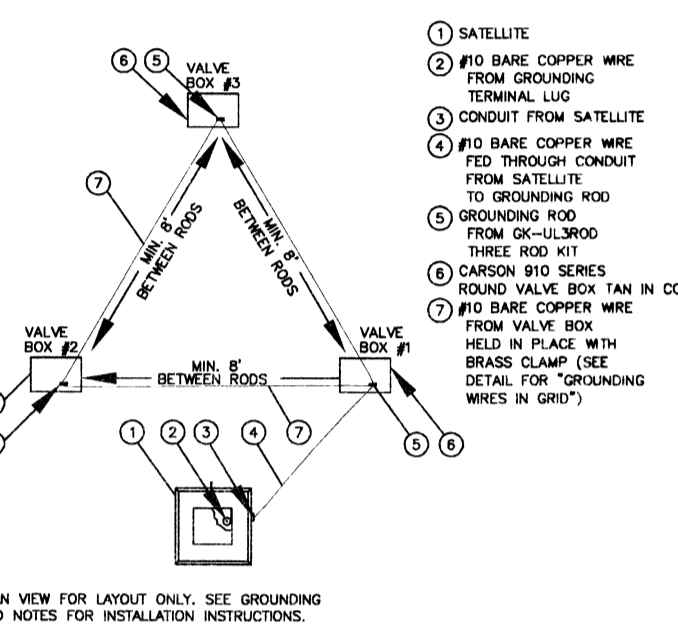 1 SATELLITE
2 #10 BARE COPPER WIRE
FROM GROUNDING
TERMINAL LUG
3 CONDUIT FROM SATELLITE
4 #10 BARE COPPER WIRE
FED THROUGH CONDUIT
FROM SATELLITE
TO GROUNDING ROD
5 GROUNDING ROD
FROM GK-UL3ROD
THREE ROD KIT
6 CARSON 910 SERIES
ROUND VALVE BOX TAN IN
7 #10 BARE COPPER WIRE
FROM VALVE BOX
HELD IN PLACE WITH
BRASS CLAMP (SEE
DETAIL FOR "GROUNDING
WIRES IN GRID")
6 5
VALVE
BOX #3
7
MIN. 8'
BETWEEN RODS
MIN. 8'
BETWEEN RODS
VALVE
BOX #2
VALVE
BOX #1
MIN. 8'
BETWEEN RODS
1 2 3 4 7
5 6
VIEW FOR LAYOUT ONLY. SEE GROUNDING
NOTES FOR INSTALLATION INSTRUCTIONS.